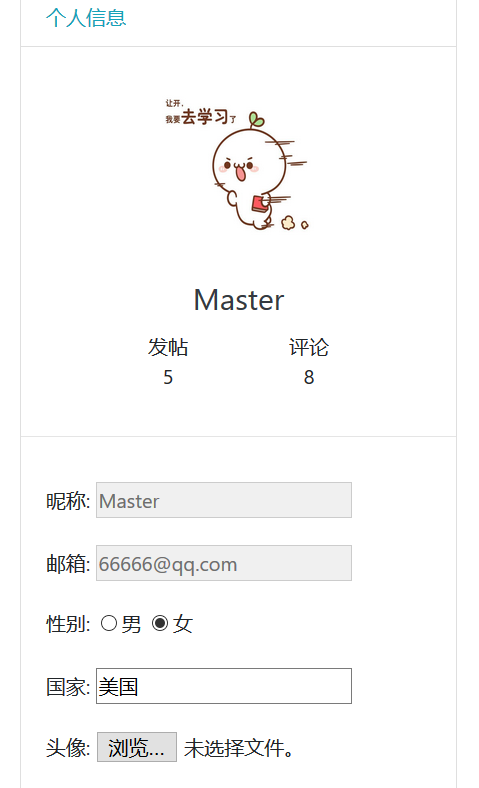 个人信息
让开,
我要去学习了
Master
发帖 评论
5 8
昵称: Master
邮箱: 66666@qq.com
性别: 男 女
国家: 美国
头像: 浏览... 未选择文件。